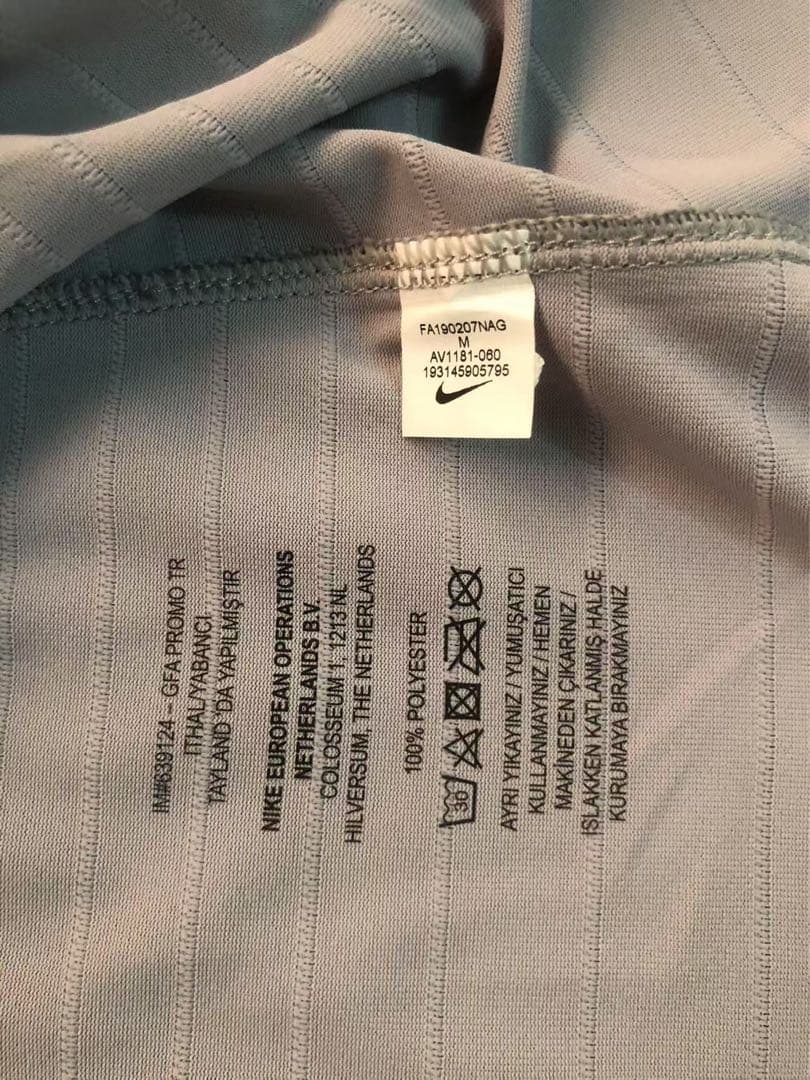 FA190207NAG
M
AV1181-060
193145905795
IM#639124 – GFA PROMO TR
İTHAL/YABANCI
TAYLAND 'DA YAPILMIŞTIR
NIKE EUROPEAN OPERATIONS
NETHERLANDS B.V.
COLOSSEUM 1, 1213 NL
HILVERSUM, THE NETHERLANDS
100% POLYESTER
30
AYRI YIKAYINIZ / YUMUŞATICI
KULLANMAYINIZ / HEMEN
MAKİNEDEN ÇIKARINIZ /
ISLAKKEN KATLANMIŞ HALDE
KURUMAYA BIRAKMAYINIZ